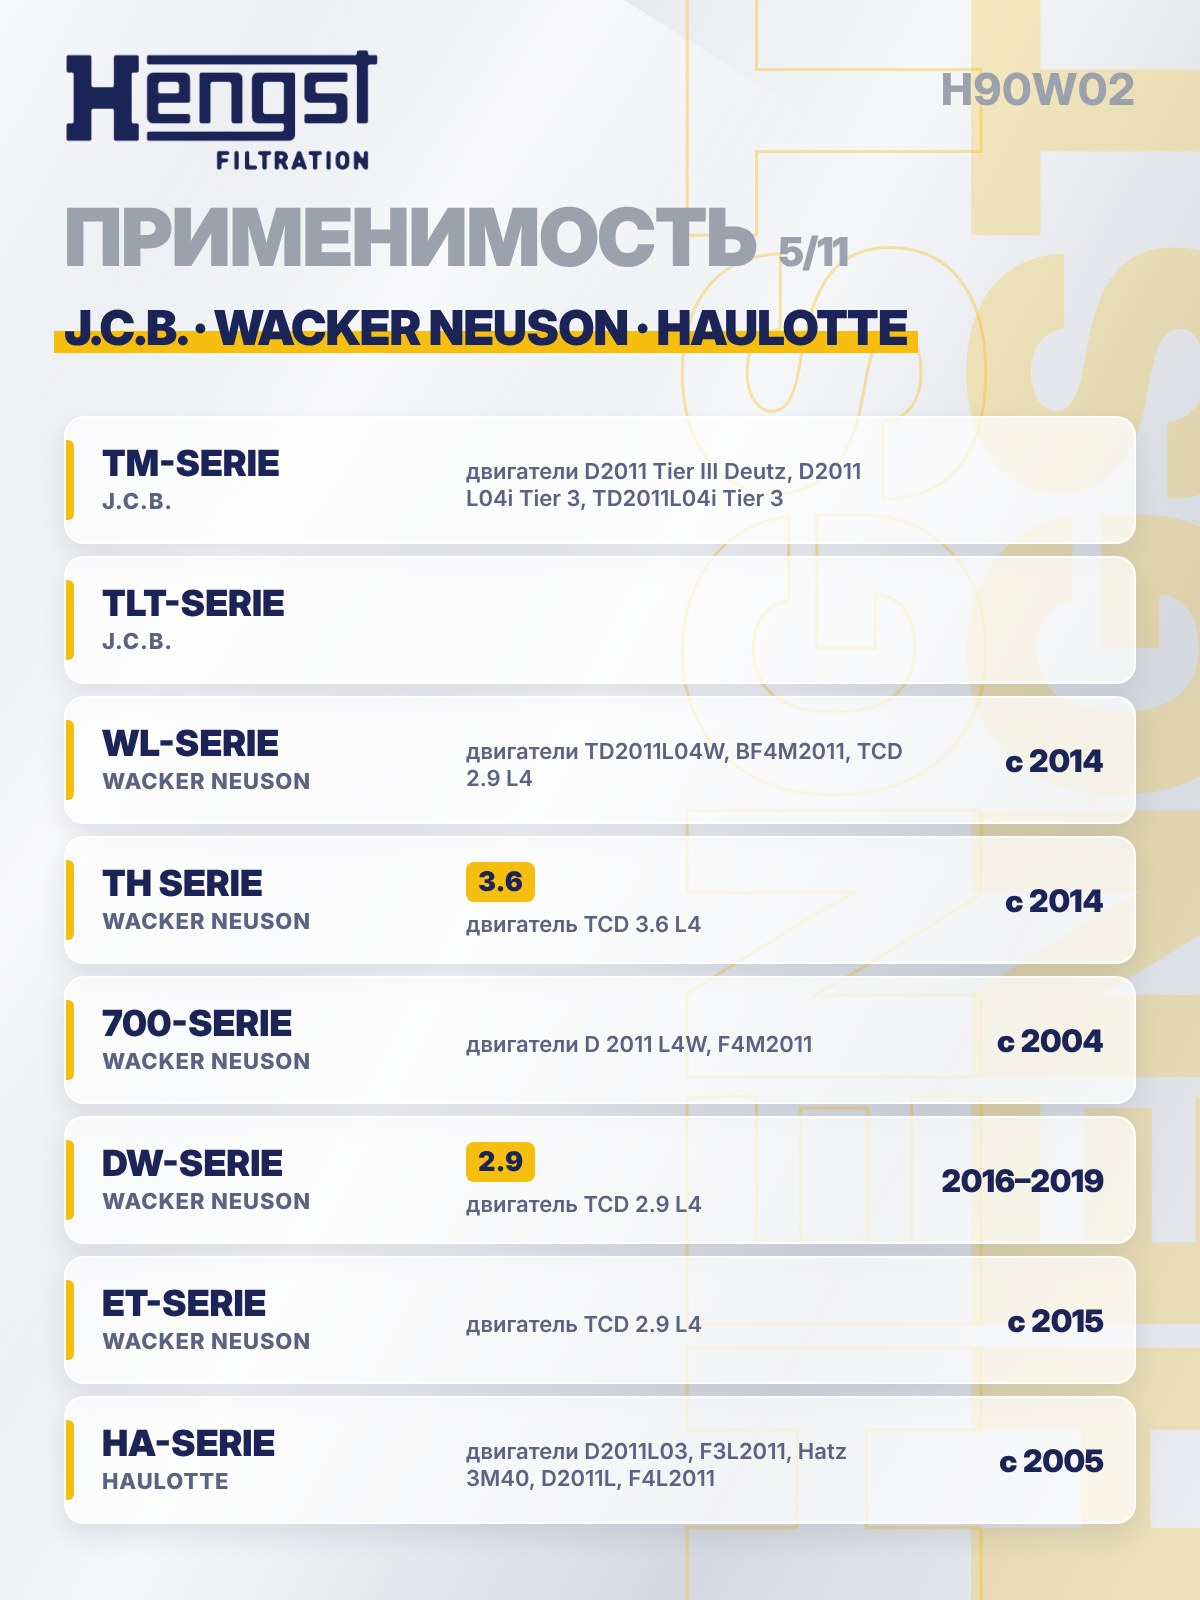 Hengst
FILTRATION
H90W02
ПРИМЕНИМОСТЬ 5/11
J.C.B. · WACKER NEUSON · HAULOTTE
TM-SERIE
J.C.B.
двигатели D2011 Tier III Deutz, D2011
L04i Tier 3, TD2011L04i Tier 3
TLT-SERIE
J.C.B.
WL-SERIE
WACKER NEUSON
двигатели TD2011L04W, BF4M2011, TCD
2.9 L4
с 2014
TH SERIE
WACKER NEUSON
3.6
двигатель TCD 3.6 L4
с 2014
700-SERIE
WACKER NEUSON
двигатели D 2011 L4W, F4M2011
с 2004
DW-SERIE
WACKER NEUSON
2.9
двигатель TCD 2.9 L4
2016–2019
ET-SERIE
WACKER NEUSON
двигатель TCD 2.9 L4
с 2015
HA-SERIE
HAULOTTE
двигатели D2011L03, F3L2011, Hatz
3M40, D2011L, F4L2011
с 2005
HENGST
HENGST